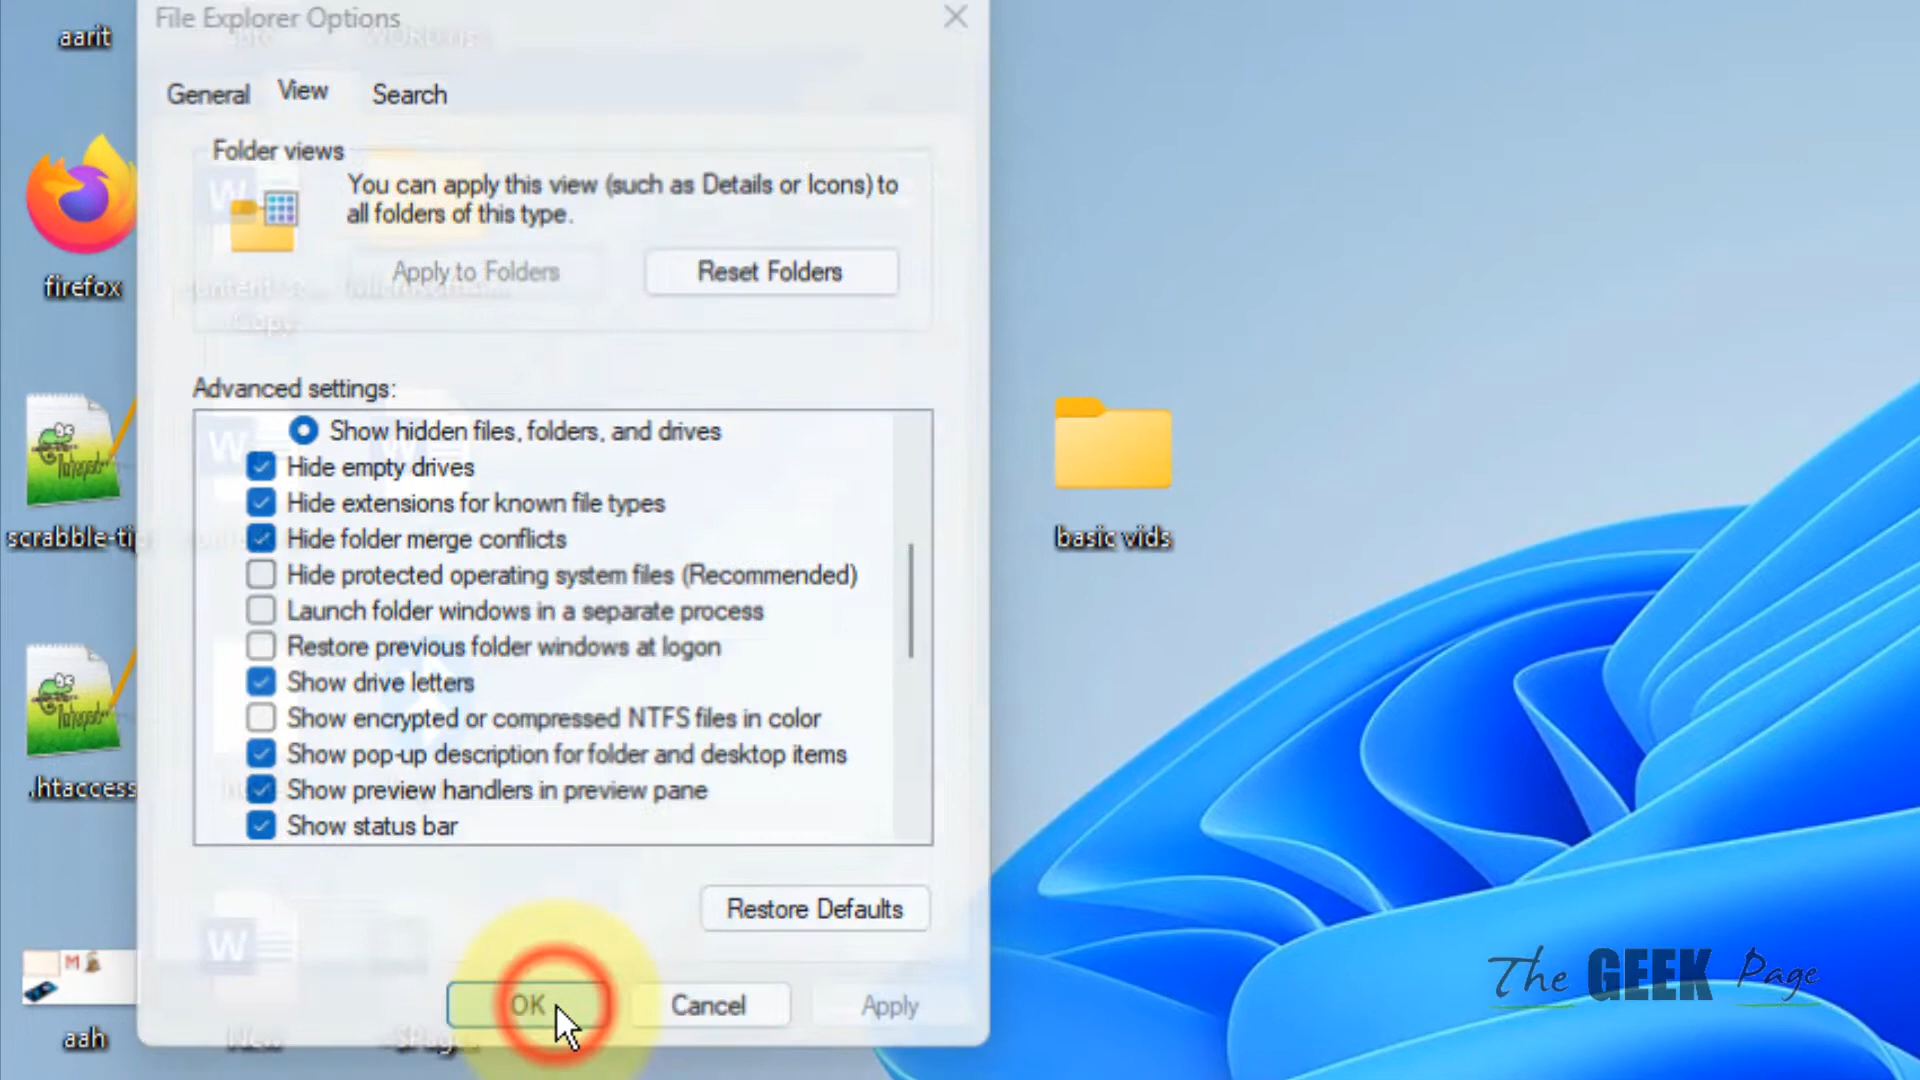 File Explorer Options
General View Search
Folder views
You can apply this view (such as Details or Icons) to
all folders of this type.
Apply to Folders
Reset Folders
Advanced settings:
Show hidden files, folders, and drives
Hide empty drives
Hide extensions for known file types
Hide folder merge conflicts
Hide protected operating system files (Recommended)
Launch folder windows in a separate process
Restore previous folder windows at logon
Show drive letters
Show encrypted or compressed NTFS files in color
Show pop-up description for folder and desktop items
Show preview handlers in preview pane
Show status bar
Restore Defaults
OK
Cancel
Apply
aarit
firefox
scrabble-ti
.htaccess
aah
New
basic vids
The GEEK Page